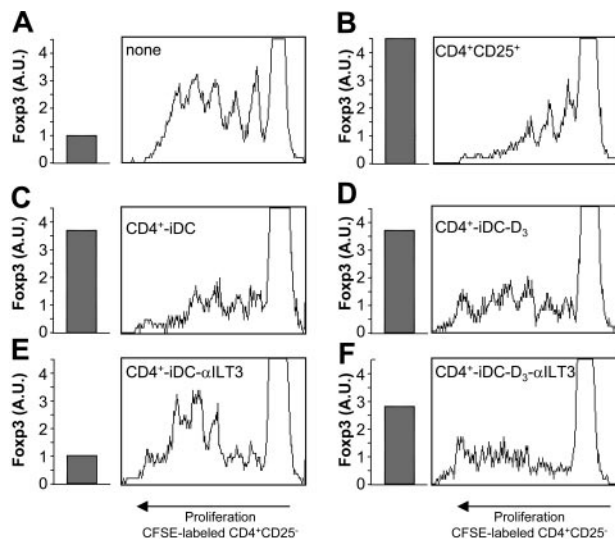 A
B
none
CD4⁺CD25⁺
Foxp3 (A.U.)
4
3
2
1
0
Foxp3 (A.U.)
4
3
2
1
0
C
D
CD4⁺-iDC
CD4⁺-iDC-D₃
Foxp3 (A.U.)
4
3
2
1
0
Foxp3 (A.U.)
4
3
2
1
0
E
F
CD4⁺-iDC-αILT3
CD4⁺-iDC-D₃-αILT3
Foxp3 (A.U.)
4
3
2
1
0
Foxp3 (A.U.)
4
3
2
1
0
Proliferation
CFSE-labeled CD4⁺CD25⁻
Proliferation
CFSE-labeled CD4⁺CD25⁻